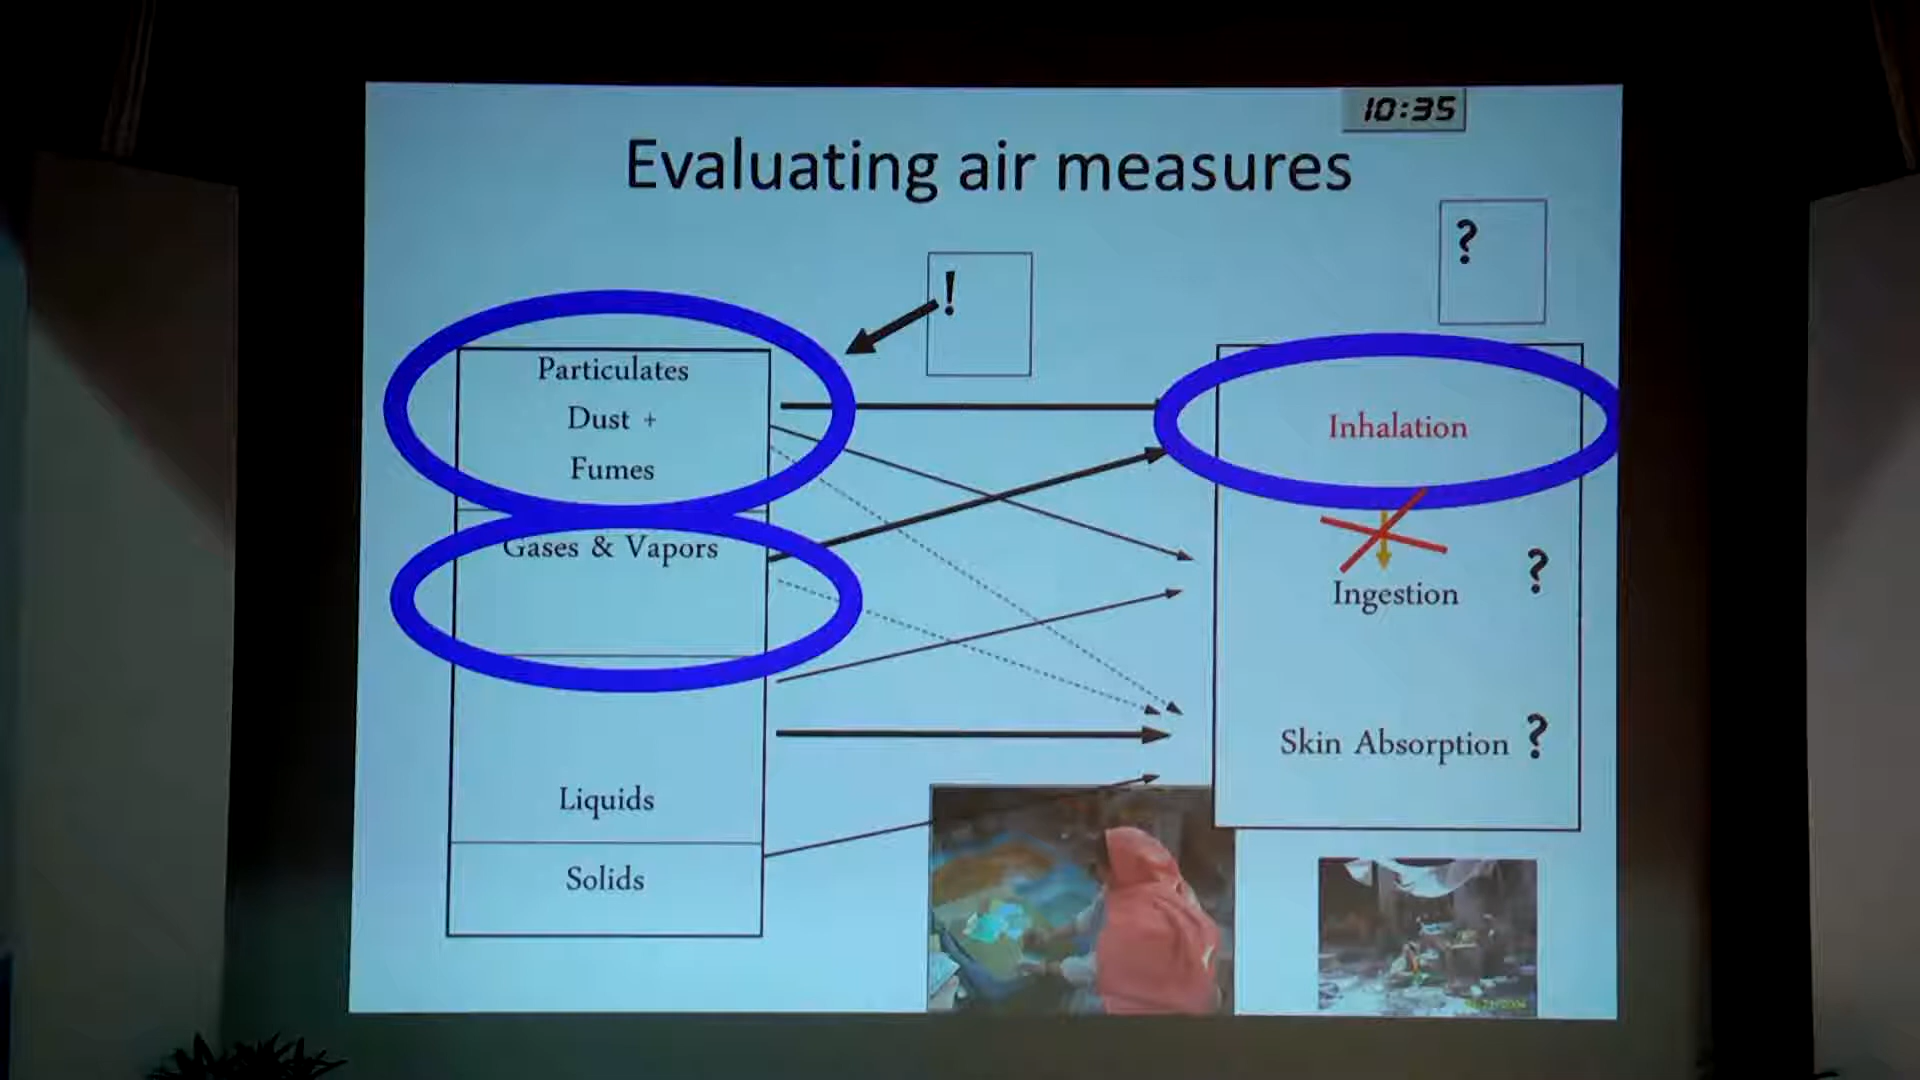 10:35
Evaluating air measures
?
!
Particulates
Dust +
Fumes
Inhalation
Gases & Vapors
?
Ingestion
Skin Absorption ?
Liquids
Solids